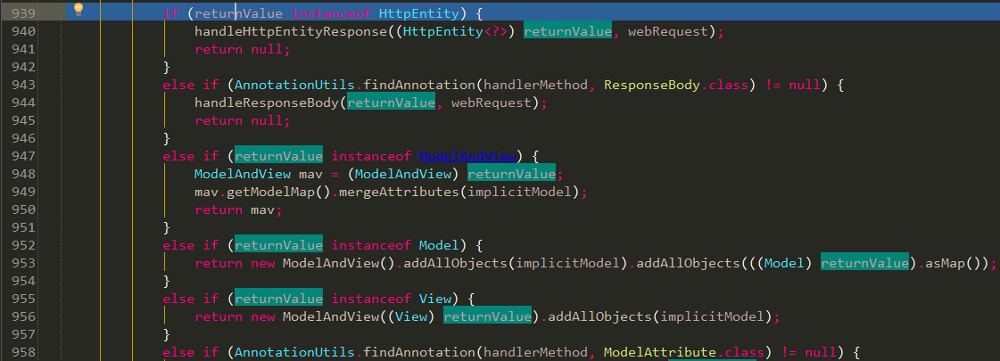 939 if (returnValue instanceof HttpEntity) {
940 handleHttpEntityResponse((HttpEntity<?>) returnValue, webRequest);
941 return null;
942 }
943 else if (AnnotationUtils.findAnnotation(handlerMethod, ResponseBody.class) != null) {
944 handleResponseBody(returnValue, webRequest);
945 return null;
946 }
947 else if (returnValue instanceof ModelAndView) {
948 ModelAndView mav = (ModelAndView) returnValue;
949 mav.getModelMap().mergeAttributes(implicitModel);
950 return mav;
951 }
952 else if (returnValue instanceof Model) {
953 return new ModelAndView().addAllObjects(implicitModel).addAllObjects(((Model) returnValue).asMap());
954 }
955 else if (returnValue instanceof View) {
956 return new ModelAndView((View) returnValue).addAllObjects(implicitModel);
957 }
958 else if (AnnotationUtils.findAnnotation(handlerMethod, ModelAttribute.class) != null) {